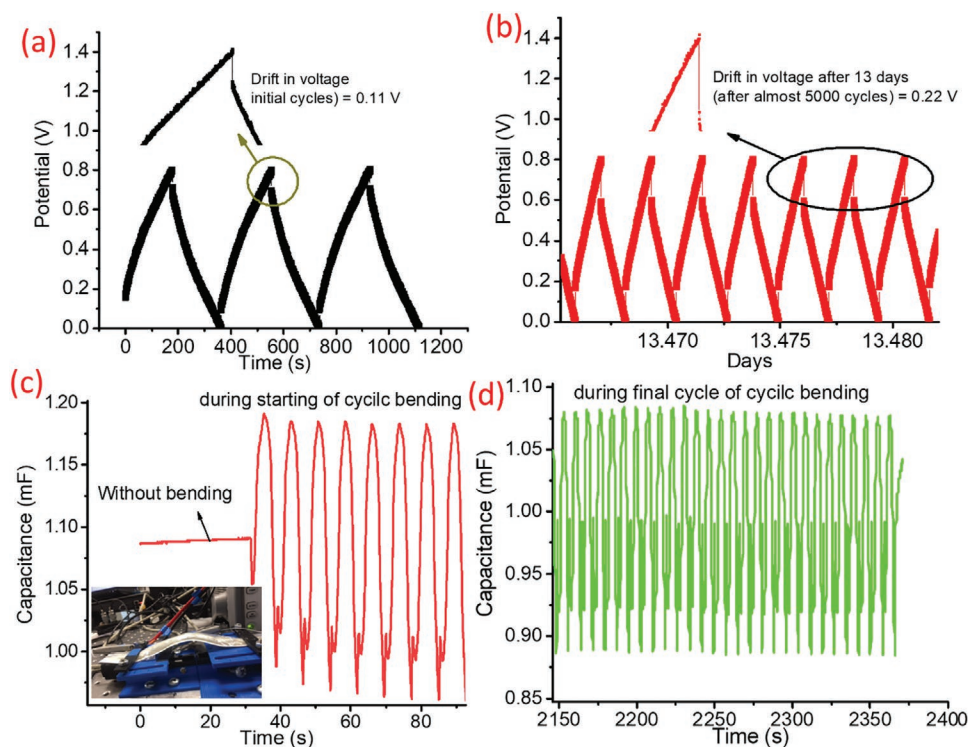 (a)
1.4
1.2
1.0
0.8
0.6
0.4
0.2
0.0
Potential (V)
Drift in voltage
initial cycles) = 0.11 V
0 200 400 600 800 1000 1200
Time (s)
(b)
1.4
1.2
1.0
0.8
0.6
0.4
0.2
0.0
Potentail (V)
Drift in voltage after 13 days
(after almost 5000 cycles) = 0.22 V
13.470 13.475 13.480
Days
(c)
1.20
1.15
1.10
1.05
1.00
Capacitance (mF)
during starting of cycilc bending
Without bending
0 20 40 60 80
Time (s)
(d)
1.10
1.05
1.00
0.95
0.90
0.85
Capacitance (mF)
during final cycle of cycilc bending
2150 2200 2250 2300 2350 2400
Time (s)